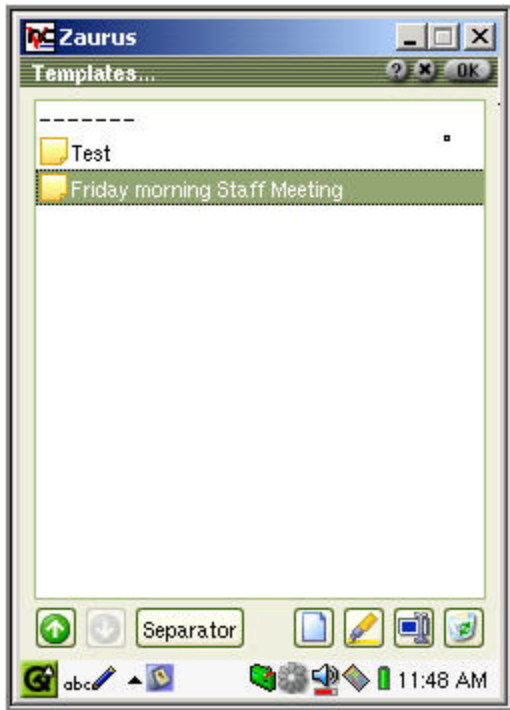 Zaurus
Templates...
? OK
-------
Test
Friday morning Staff Meeting
Separator
abc 11:48 AM